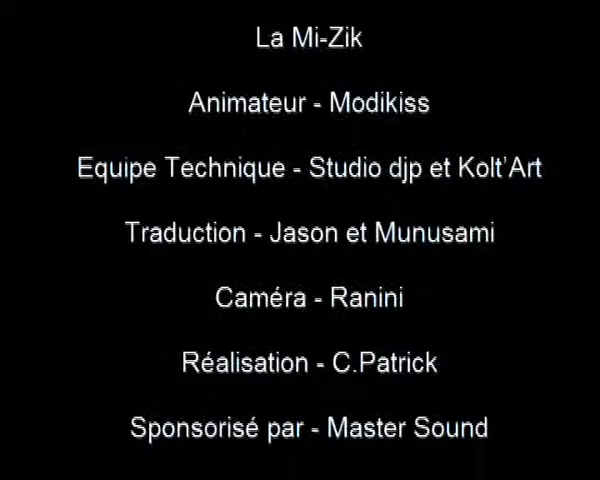 La Mi-Zik
Animateur - Modikiss
Equipe Technique - Studio djp et Kolt'Art
Traduction - Jason et Munusami
Caméra - Ranini
Réalisation - C.Patrick
Sponsorisé par - Master Sound